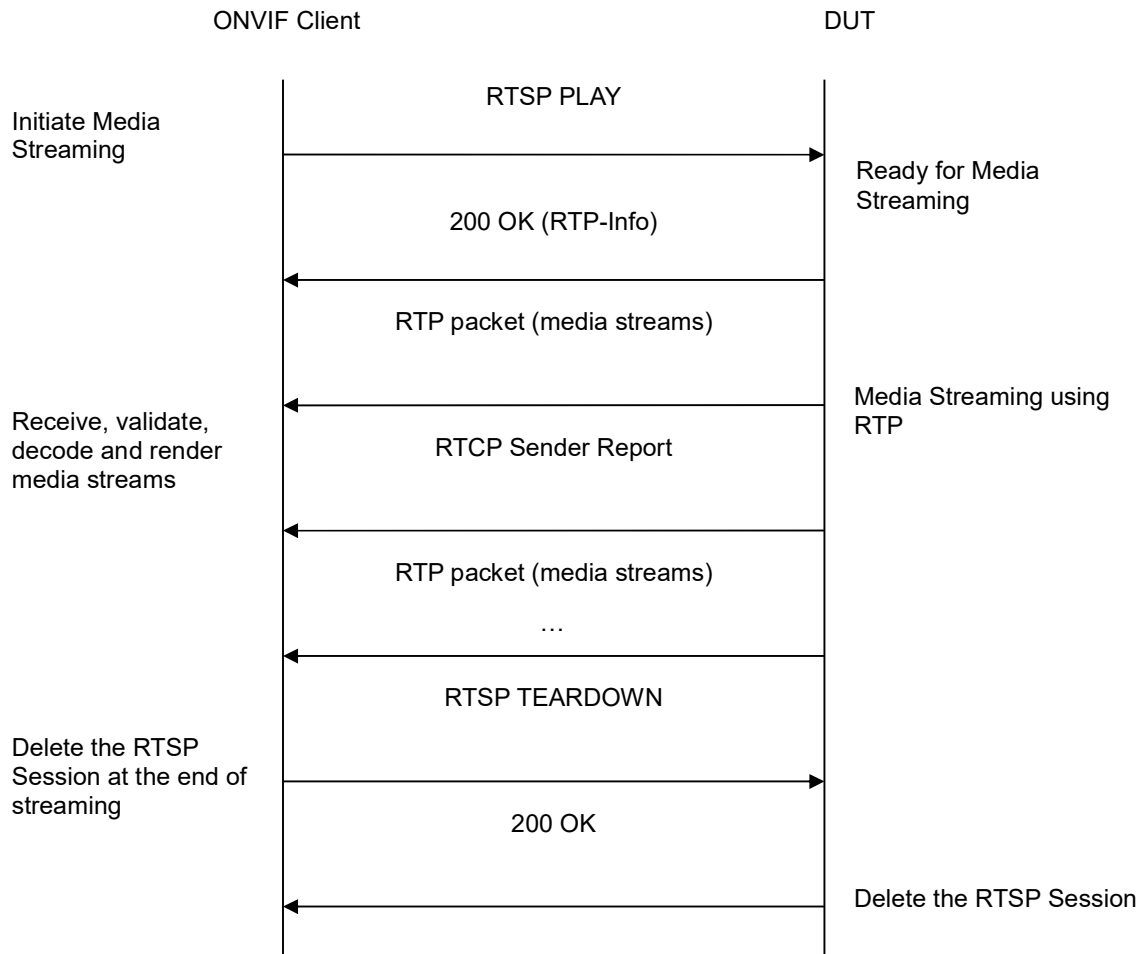 ONVIF Client
DUT
RTSP PLAY
Initiate Media
Streaming
Ready for Media
Streaming
200 OK (RTP-Info)
RTP packet (media streams)
Media Streaming using
RTP
Receive, validate,
decode and render
media streams
RTCP Sender Report
RTP packet (media streams)
…
RTSP TEARDOWN
Delete the RTSP
Session at the end of
streaming
200 OK
Delete the RTSP Session